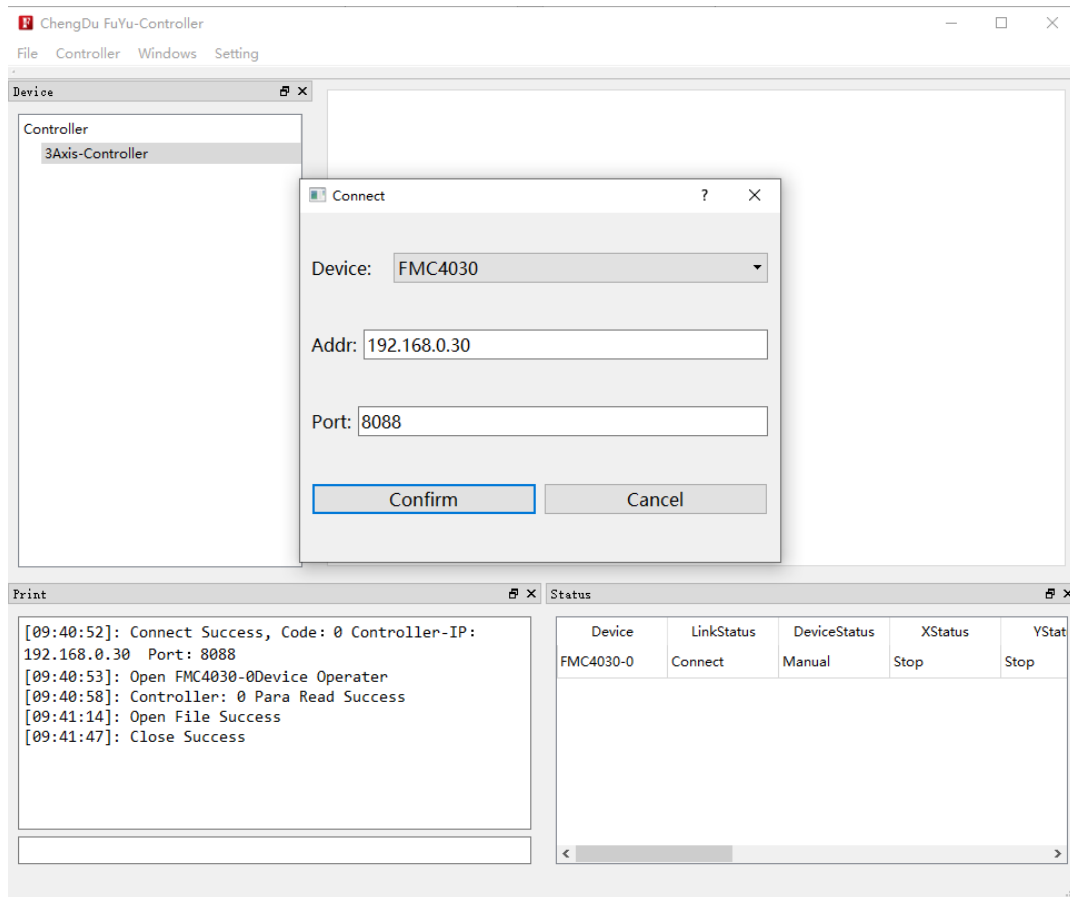 ChengDu FuYu-Controller
File Controller Windows Setting
Device
Controller
3Axis-Controller
Connect
Device: FMC4030
Addr: 192.168.0.30
Port: 8088
Confirm Cancel
Print
[09:40:52]: Connect Success, Code: 0 Controller-IP:
192.168.0.30 Port: 8088
[09:40:53]: Open FMC4030-0Device Operater
[09:40:58]: Controller: 0 Para Read Success
[09:41:14]: Open File Success
[09:41:47]: Close Success
Status
Device LinkStatus DeviceStatus XStatus YStat
FMC4030-0 Connect Manual Stop Stop